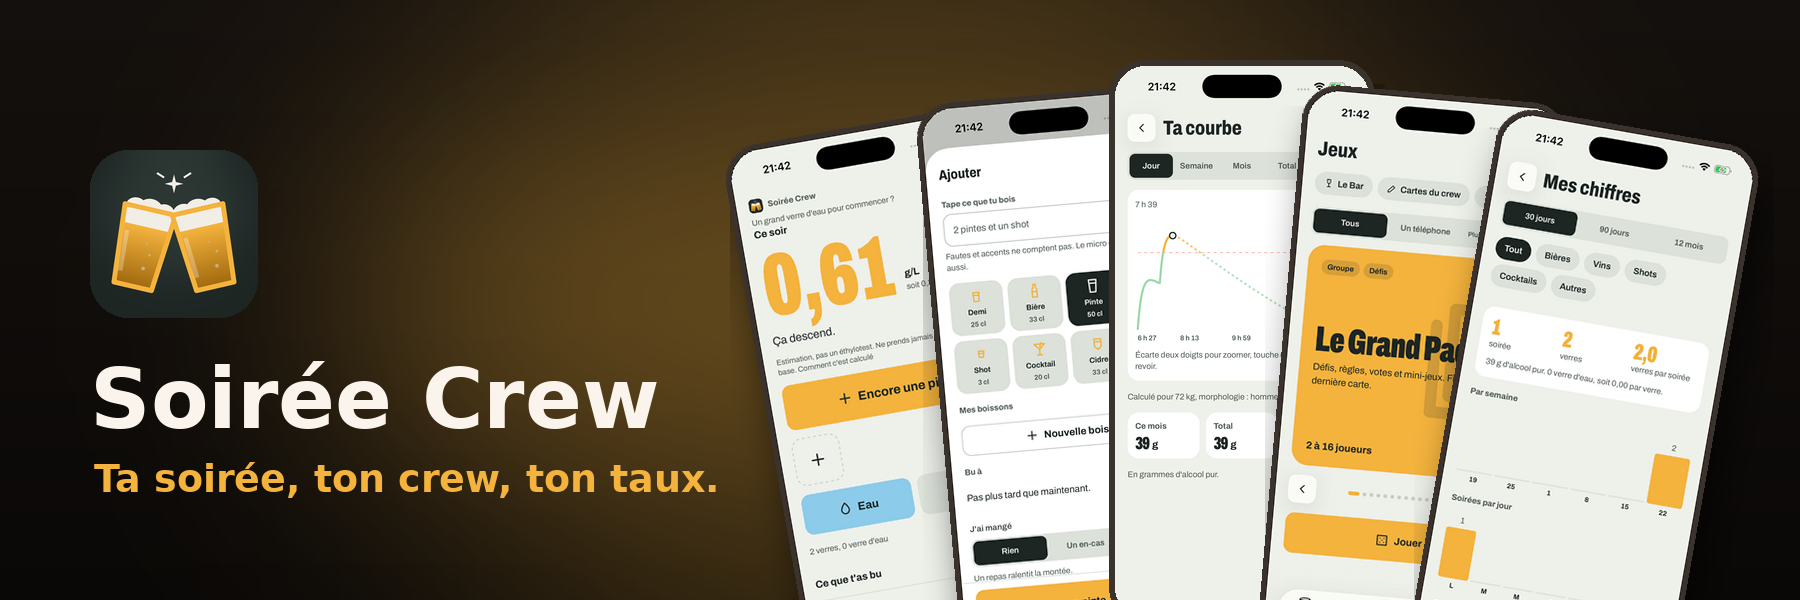 Soirée Crew
Ta soirée, ton crew, ton taux.
21:42
Soirée Crew
Un grand verre d'eau pour commencer ?
Ce soir
0,61 g/L
soit 0,
Ça descend.
Estimation, pas un éthylotest. Ne prends jamais
base. Comment c'est calculé
+ Encore une pi
+
Eau
2 verres, 0 verre d'eau
Ce que t'as bu
21:42
Ajouter
Tape ce que tu bois
2 pintes et un shot
Fautes et accents ne comptent pas. Le micro
aussi.
Demi
25 cl
Bière
33 cl
Pinte
50 cl
Shot
3 cl
Cocktail
20 cl
Cidre
33 cl
Mes boissons
+ Nouvelle bois
Bu à
Pas plus tard que maintenant.
J'ai mangé
Rien
Un en-cas
Un repas ralentit la montée.
21:42
Ta courbe
Jour
Semaine
Mois
Total
7 h 39
6 h 27
8 h 13
9 h 59
Écarte deux doigts pour zoomer, touche
revoir.
Calculé pour 72 kg, morphologie : homme
Ce mois
39 g
Total
39 g
En grammes d'alcool pur.
21:42
Jeux
Le Bar
Cartes du crew
Tous
Un téléphone
Groupe
Défis
Le Grand Pa
Défis, règles, votes et mini-jeux.
dernière carte.
2 à 16 joueurs
Jouer
21:42
Mes chiffres
30 jours
90 jours
12 mois
Tout
Bières
Vins
Shots
Cocktails
Autres
1
soirée
2
verres
2,0
verres par soirée
39 g d'alcool pur. 0 verre d'eau, soit 0,00 par verre.
Par semaine
2
19
25
1
8
15
22
Soirées par jour
1
L
M
M